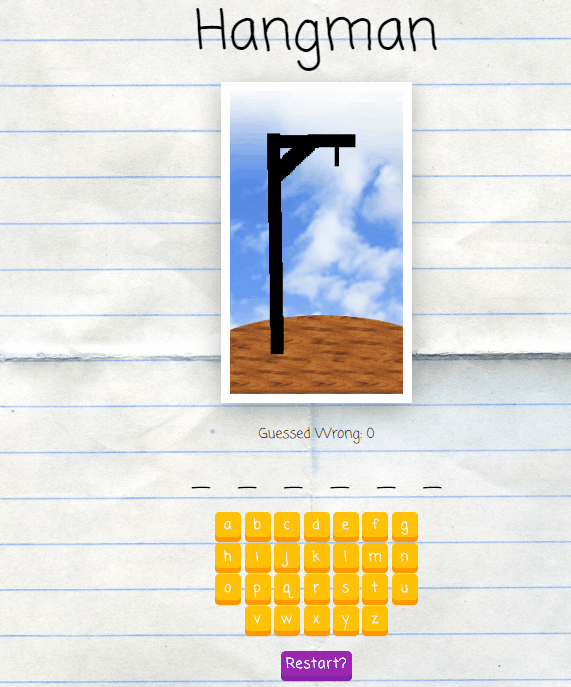 Hangman
Guessed Wrong: 0
_ _ _ _ _ _
a b c d e f g
h i j k l m n
o p q r s t u
v w x y z
Restart?